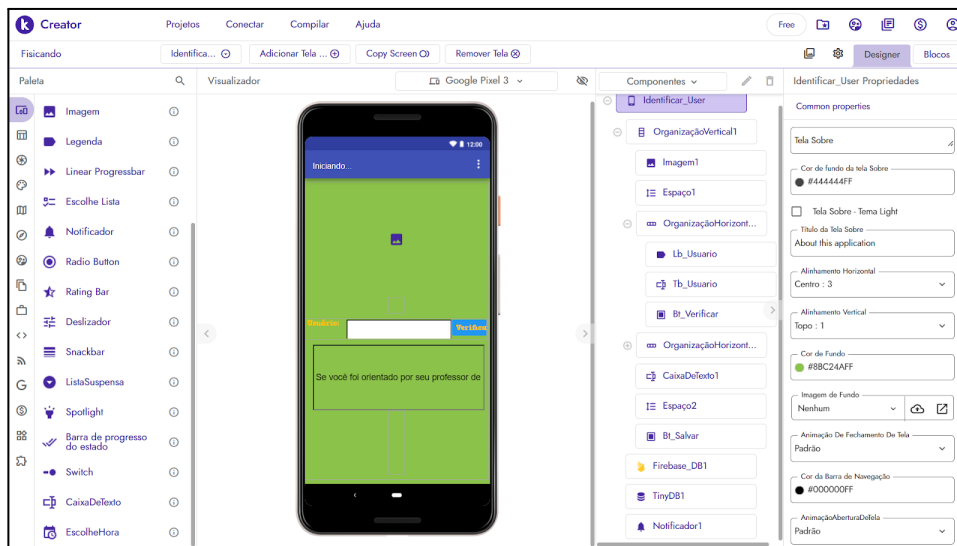 Creator
Projetos
Conectar
Compilar
Ajuda
Free
Fisicando
Identifica...
Adicionar Tela ...
Copy Screen
Remover Tela
Designer
Blocos
Paleta
Visualizador
Google Pixel 3
Componentes
Identificar_User Propriedades
Imagem
Legenda
Linear Progressbar
Escolhe Lista
Notificador
Radio Button
Rating Bar
Deslizador
Snackbar
ListaSuspensa
Spotlight
Barra de progresso
do estado
Switch
CaixaDeTexto
EscolheHora
12:00
Iniciando...
Usuário:
Verifica
Se você foi orientado por seu professor de
Identificar_User
OrganizaçãoVertical1
Imagem1
Espaço1
OrganizaçãoHorizont...
Lb_Usuario
Tb_Usuario
Bt_Verificar
OrganizaçãoHorizont...
CaixaDeTexto1
Espaço2
Bt_Salvar
Firebase_DB1
TinyDB1
Notificador1
Common properties
Tela Sobre
Cor de fundo da tela Sobre
#444444FF
Tela Sobre - Tema Light
Título da Tela Sobre
About this application
Alinhamento Horizontal
Centro : 3
Alinhamento Vertical
Topo : 1
Cor de Fundo
#8BC24AFF
Imagem de Fundo
Nenhum
Animação De Fechamento De Tela
Padrão
Cor da Barra de Navegação
#000000FF
AnimaçãoAberturaDeTela
Padrão